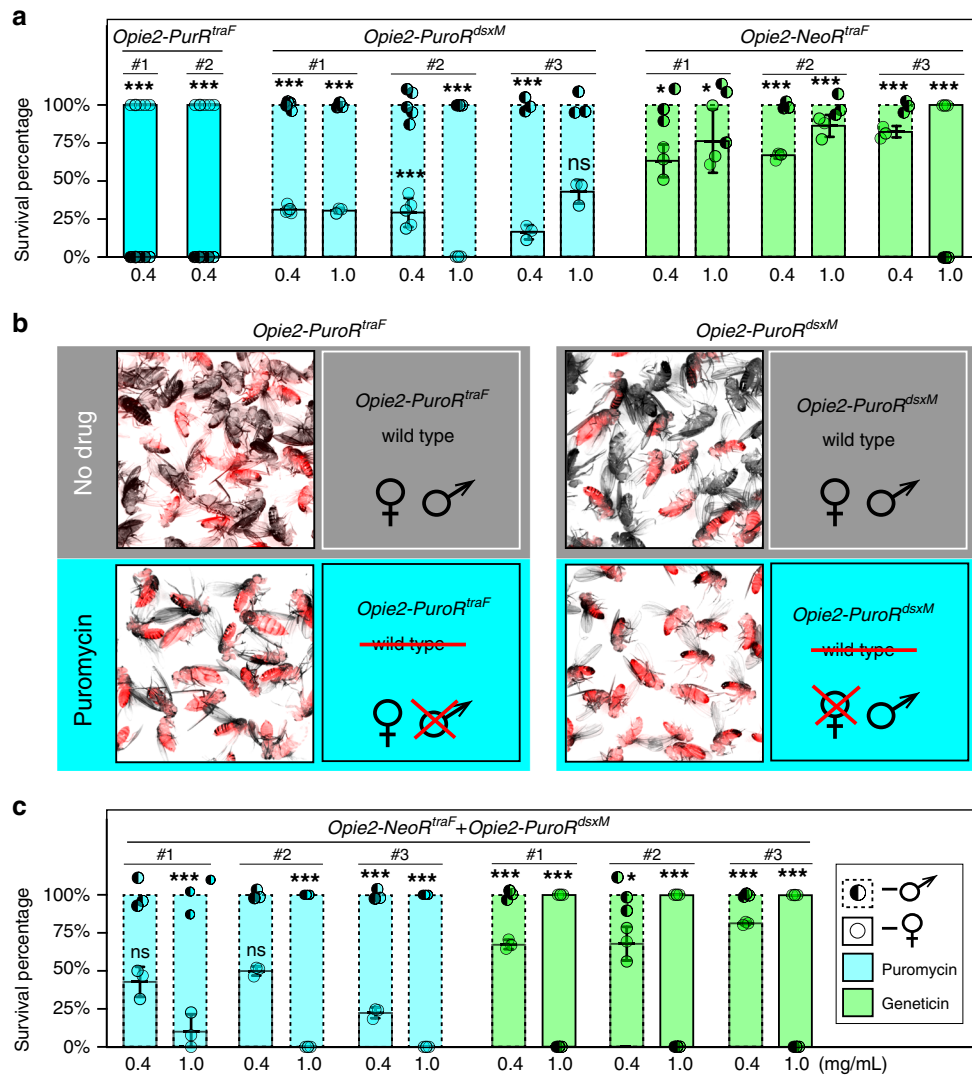 a
Opie2-PurR^traF Opie2-PuroR^dsxM Opie2-NeoR^traF
#1 #2 #1 #2 #3 #1 #2 #3
*** *** *** *** *** *** *** * * *** *** *** ***
*** ns
Survival percentage
100%
75%
50%
25%
0%
0.4 0.4 0.4 1.0 0.4 1.0 0.4 1.0 0.4 1.0 0.4 1.0 0.4 1.0
b
Opie2-PuroR^traF Opie2-PuroR^dsxM
No drug
Opie2-PuroR^traF
wild type
♀ ♂
Opie2-PuroR^dsxM
wild type
♀ ♂
Puromycin
Opie2-PuroR^traF
wild type
♀ ♂
Opie2-PuroR^dsxM
wild type
♀ ♂
c
Opie2-NeoR^traF+Opie2-PuroR^dsxM
#1 #2 #3 #1 #2 #3
*** *** *** *** *** *** * *** *** ***
ns ns
Survival percentage
100%
75%
50%
25%
0%
0.4 1.0 0.4 1.0 0.4 1.0 0.4 1.0 0.4 1.0 0.4 1.0 (mg/mL)
–♂
–♀
Puromycin
Geneticin